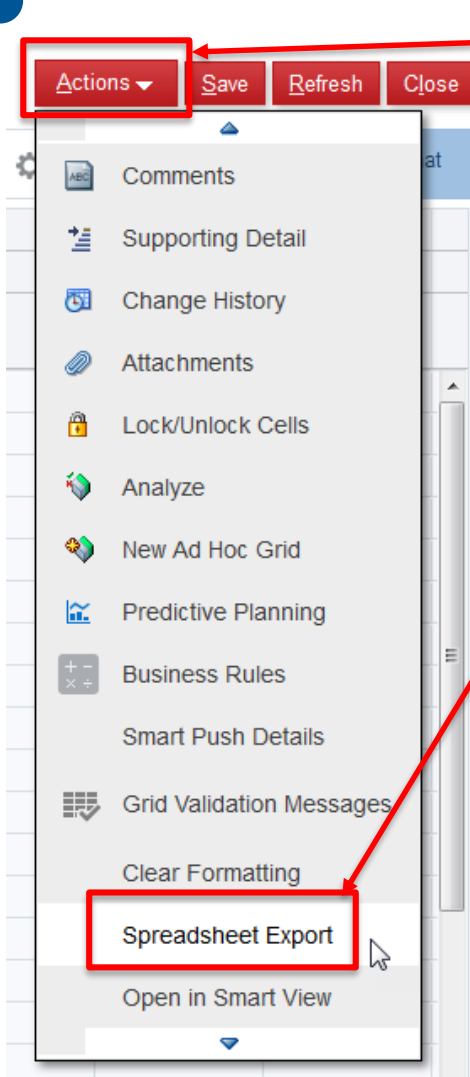 Actions Save Refresh Close
at
Comments
Supporting Detail
Change History
Attachments
Lock/Unlock Cells
Analyze
New Ad Hoc Grid
Predictive Planning
Business Rules
Smart Push Details
Grid Validation Messages
Clear Formatting
Spreadsheet Export
Open in Smart View